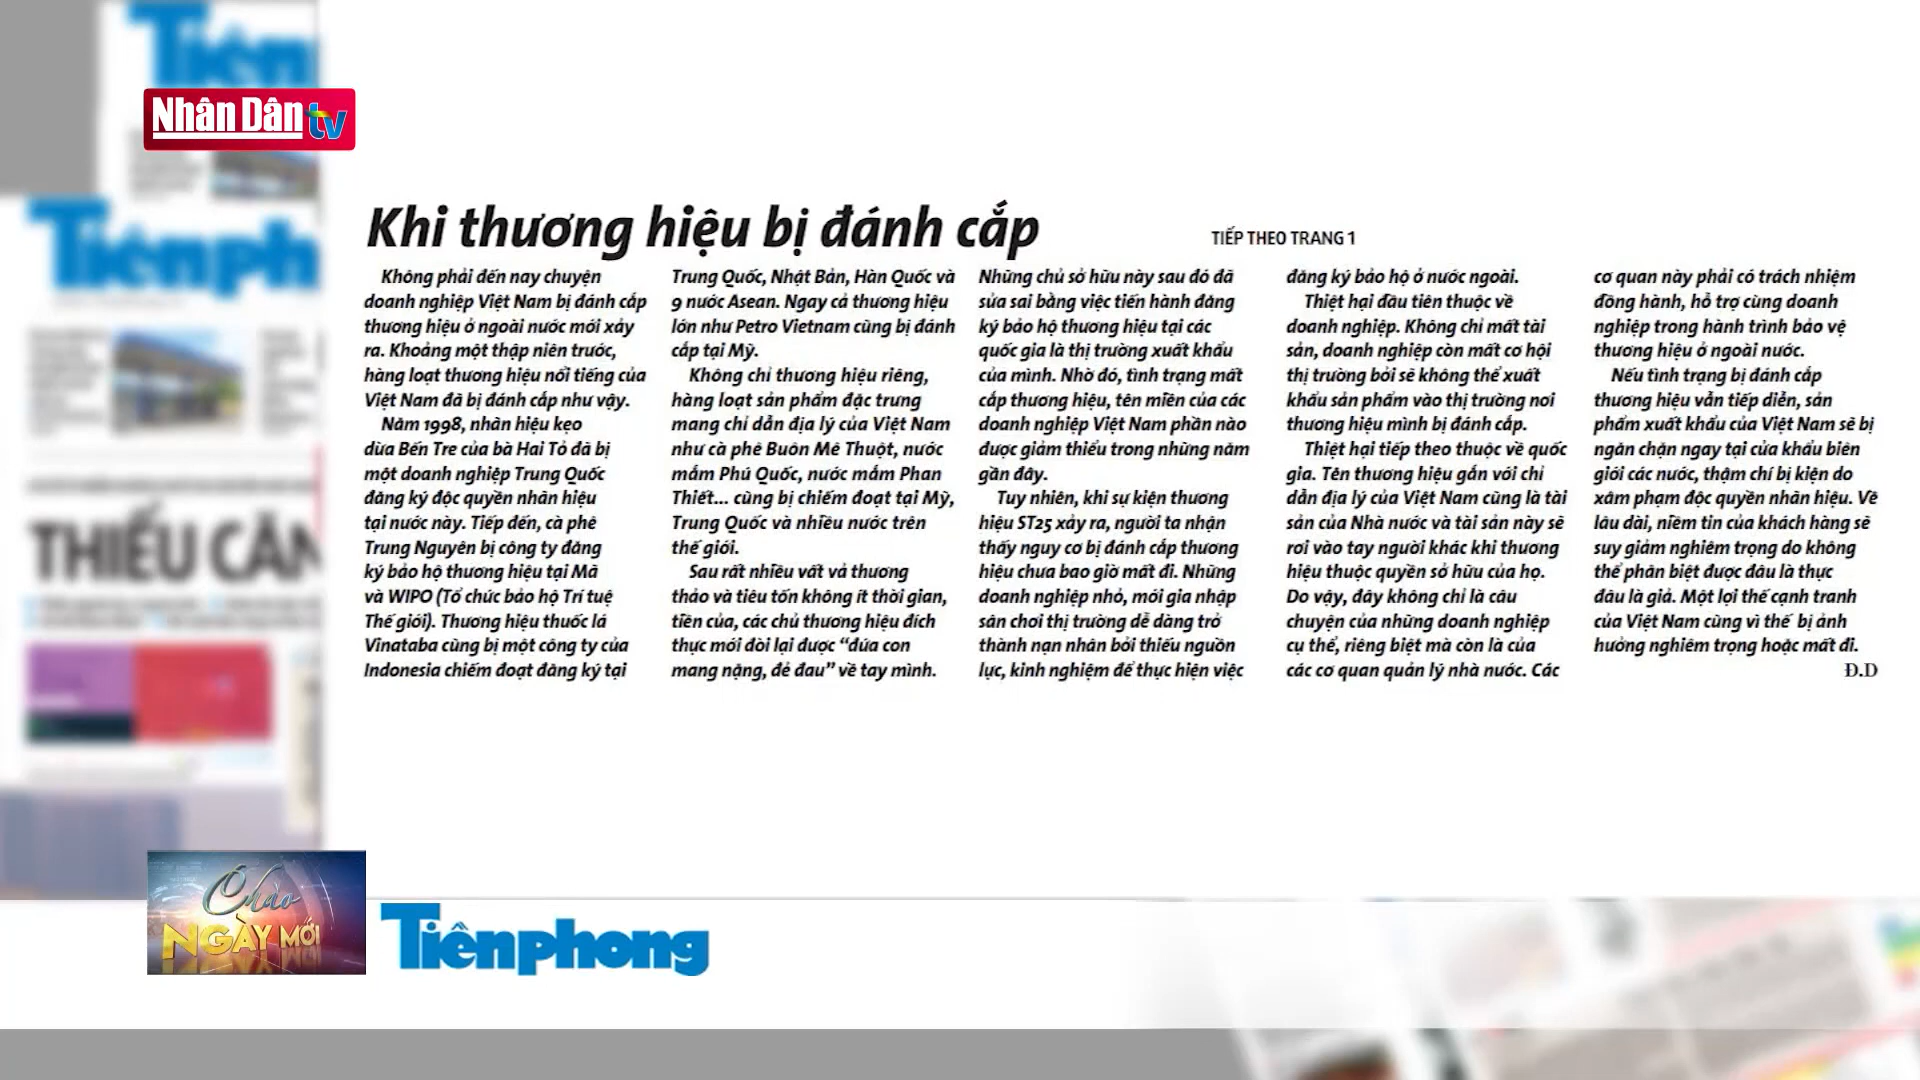 Tiên
Nhân Dân tv
Tiênph
THIẾU CĂN
Khi thương hiệu bị đánh cắp
TIẾP THEO TRANG 1
Không phải đến nay chuyện
doanh nghiệp Việt Nam bị đánh cắp
thương hiệu ở ngoài nước mới xảy
ra. Khoảng một thập niên trước,
hàng loạt thương hiệu nổi tiếng của
Việt Nam đã bị đánh cắp như vậy.
Năm 1998, nhãn hiệu kẹo
dừa Bến Tre của bà Hai Tỏ đã bị
một doanh nghiệp Trung Quốc
đăng ký độc quyền nhãn hiệu
tại nước này. Tiếp đến, cà phê
Trung Nguyên bị công ty đăng
ký bảo hộ thương hiệu tại Mã
và WIPO (Tổ chức bảo hộ Trí tuệ
Thế giới). Thương hiệu thuốc lá
Vinataba cũng bị một công ty của
Indonesia chiếm đoạt đăng ký tại
Trung Quốc, Nhật Bản, Hàn Quốc và
9 nước Asean. Ngay cả thương hiệu
lớn như Petro Vietnam cũng bị đánh
cắp tại Mỹ.
Không chỉ thương hiệu riêng,
hàng loạt sản phẩm đặc trưng
mang chỉ dẫn địa lý của Việt Nam
như cà phê Buôn Mê Thuột, nước
mắm Phú Quốc, nước mắm Phan
Thiết... cũng bị chiếm đoạt tại Mỹ,
Trung Quốc và nhiều nước trên
thế giới.
Sau rất nhiều vất vả thương
thảo và tiêu tốn không ít thời gian,
tiền của, các chủ thương hiệu đích
thực mới đòi lại được “đứa con
mang nặng, đẻ đau” về tay mình.
Những chủ sở hữu này sau đó đã
sửa sai bằng việc tiến hành đăng
ký bảo hộ thương hiệu tại các
quốc gia là thị trường xuất khẩu
của mình. Nhờ đó, tình trạng mất
cắp thương hiệu, tên miền của các
doanh nghiệp Việt Nam phần nào
được giảm thiểu trong những năm
gần đây.
Tuy nhiên, khi sự kiện thương
hiệu ST25 xảy ra, người ta nhận
thấy nguy cơ bị đánh cắp thương
hiệu chưa bao giờ mất đi. Những
doanh nghiệp nhỏ, mới gia nhập
sân chơi thị trường dễ dàng trở
thành nạn nhân bởi thiếu nguồn
lực, kinh nghiệm để thực hiện việc
đăng ký bảo hộ ở nước ngoài.
Thiệt hại đầu tiên thuộc về
doanh nghiệp. Không chỉ mất tài
sản, doanh nghiệp còn mất cơ hội
thị trường bởi sẽ không thể xuất
khẩu sản phẩm vào thị trường nơi
thương hiệu mình bị đánh cắp.
Thiệt hại tiếp theo thuộc về quốc
gia. Tên thương hiệu gắn với chỉ
dẫn địa lý của Việt Nam cũng là tài
sản của Nhà nước và tài sản này sẽ
rơi vào tay người khác khi thương
hiệu thuộc quyền sở hữu của họ.
Do vậy, đây không chỉ là câu
chuyện của những doanh nghiệp
cụ thể, riêng biệt mà còn là của
các cơ quan quản lý nhà nước. Các
cơ quan này phải có trách nhiệm
đồng hành, hỗ trợ cùng doanh
nghiệp trong hành trình bảo vệ
thương hiệu ở ngoài nước.
Nếu tình trạng bị đánh cắp
thương hiệu vẫn tiếp diễn, sản
phẩm xuất khẩu của Việt Nam sẽ bị
ngăn chặn ngay tại cửa khẩu biên
giới các nước, thậm chí bị kiện do
xâm phạm độc quyền nhãn hiệu. Về
lâu dài, niềm tin của khách hàng sẽ
suy giảm nghiêm trọng do không
thể phân biệt được đâu là thực
đâu là giả. Một lợi thế cạnh tranh
của Việt Nam cũng vì thế bị ảnh
hưởng nghiêm trọng hoặc mất đi.
Đ.D
Chào
NGÀY MỚI
Tiênphong